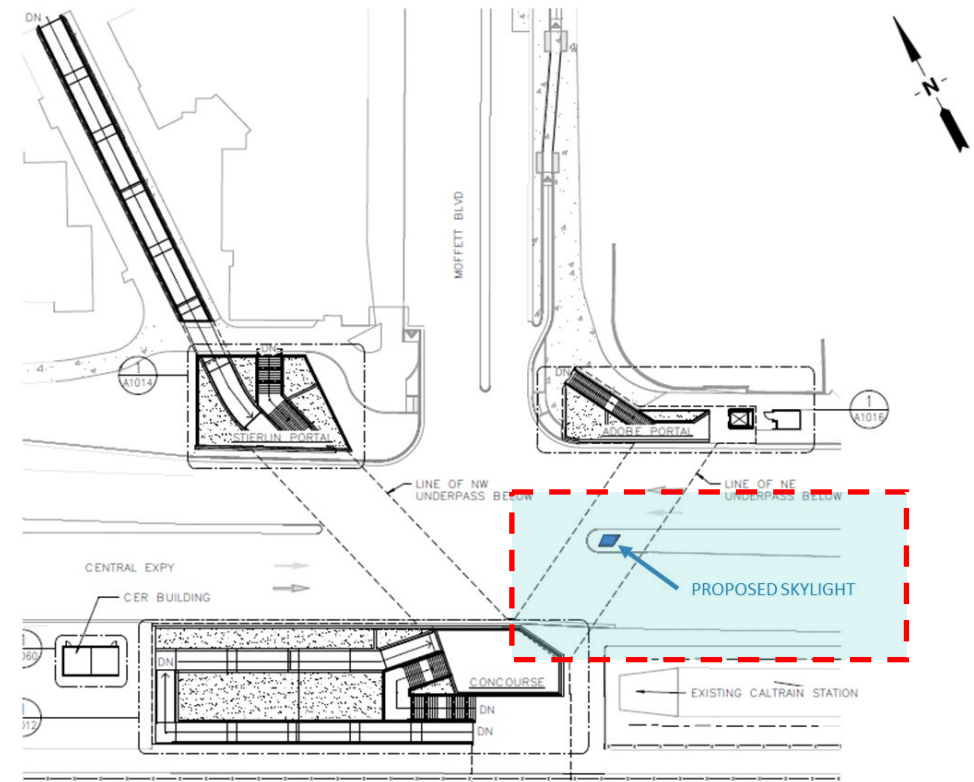 DN
N
MOFFETT BLVD
DN
DN
1
A1014
1
A1016
STIERLIN PORTAL
ADOBE PORTAL
LINE OF NW
UNDERPASS BELOW
LINE OF NE
UNDERPASS BELOW
CENTRAL EXPY
PROPOSED SKYLIGHT
CER BUILDING
DN
CONCOURSE
EXISTING CALTRAIN STATION
DN
DN